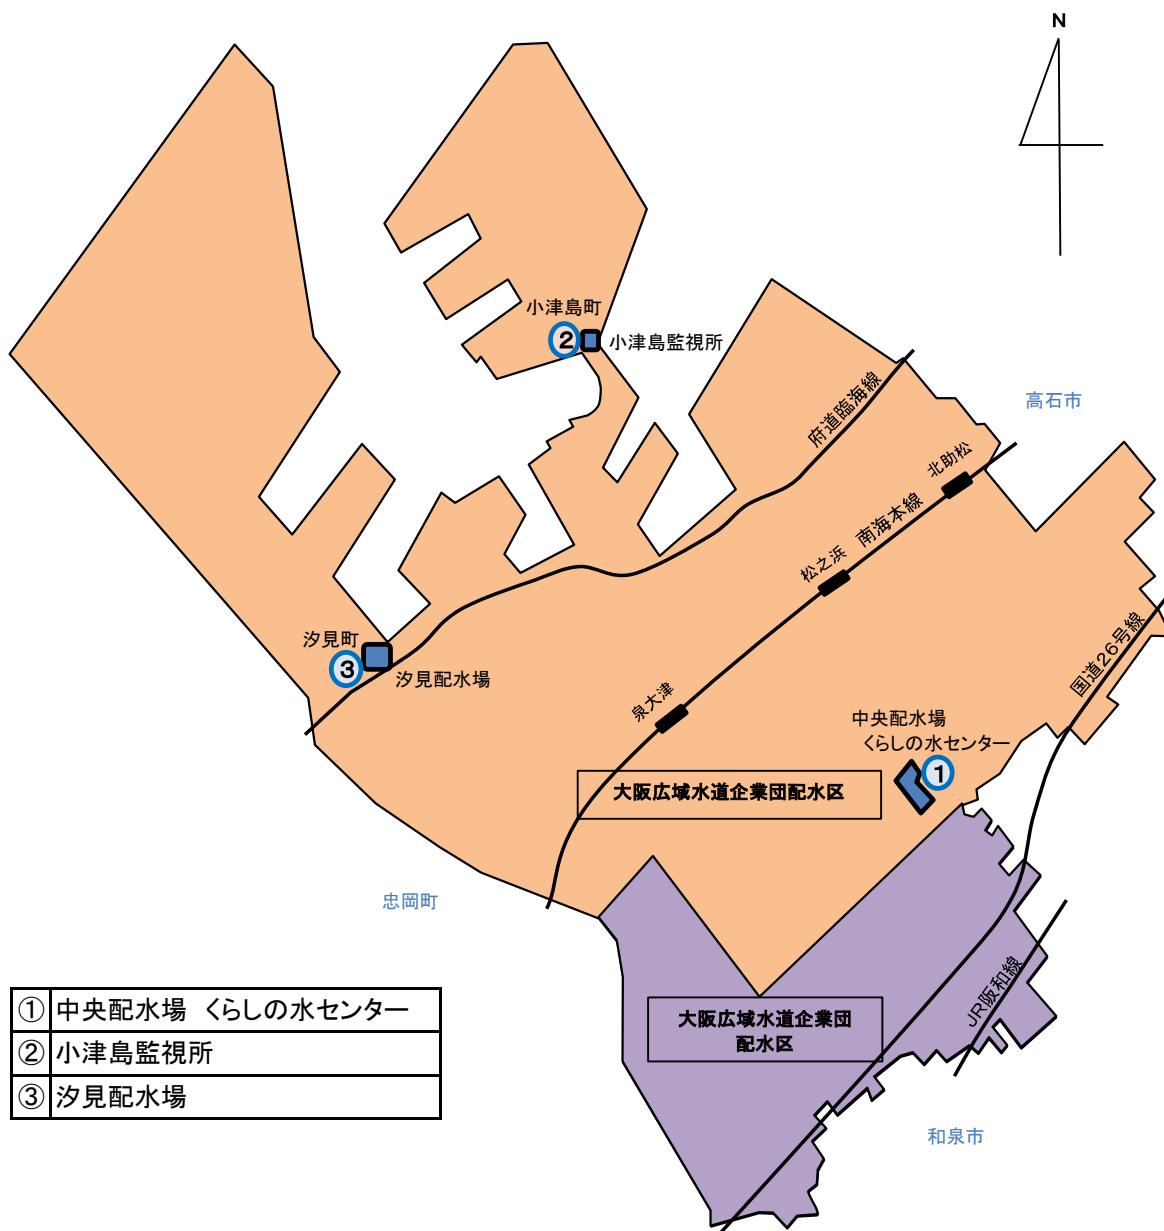 N
小津島町
②
小津島監視所
府道臨海線
高石市
北助松
南海本線
松之浜
国道26号線
汐見町
③
汐見配水場
泉大津
中央配水場
くらしの水センター
①
大阪広域水道企業団配水区
忠岡町
JR阪和線
大阪広域水道企業団
配水区
和泉市
① 中央配水場 くらしの水センター
② 小津島監視所
③ 汐見配水場